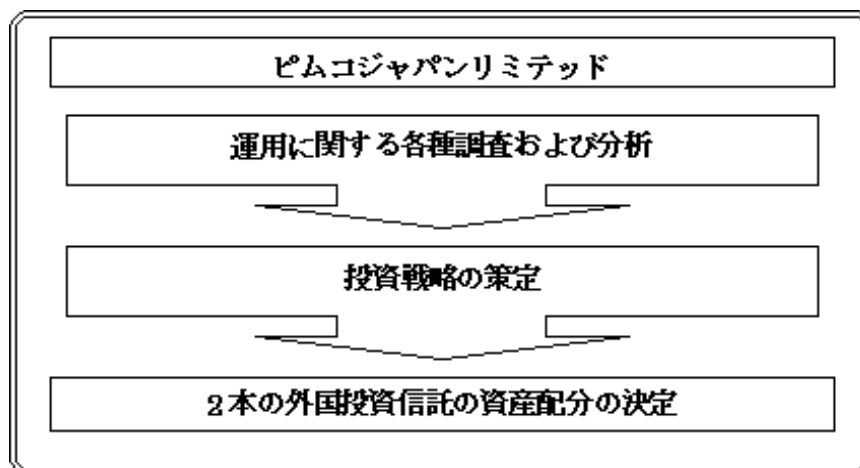 ピムコジャパンリミテッド
運用に関する各種調査および分析
投資戦略の策定
2本の外国投資信託の資産配分の決定